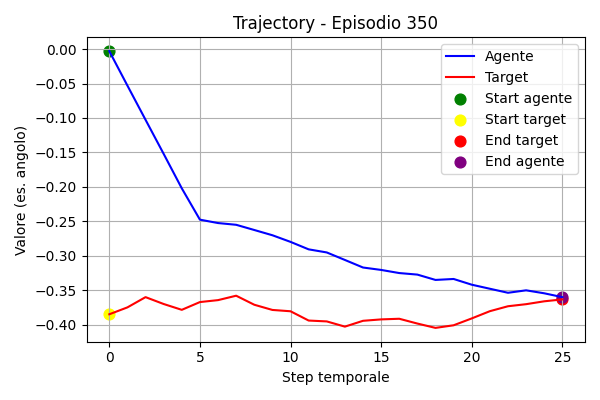 Trajectory - Episodio 350
0.00
−0.05
−0.10
−0.15
−0.20
−0.25
−0.30
−0.35
−0.40
Valore (es. angolo)
Agente
Target
Start agente
Start target
End target
End agente
0 5 10 15 20 25
Step temporale